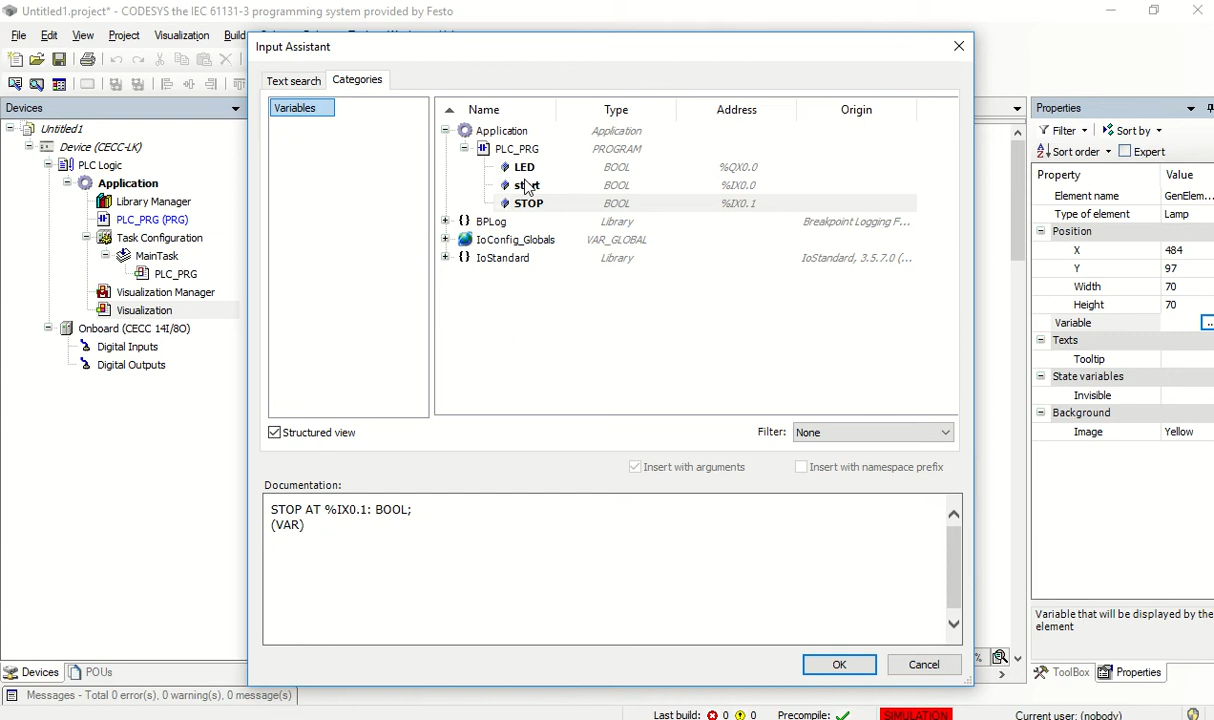 Untitled1.project* - CODESYS the IEC 61131-3 programming system provided by Festo
File Edit View Project Visualization Build
Input Assistant
Text search Categories
Variables
Name Type Address Origin
Application Application
PLC_PRG PROGRAM
LED BOOL %QX0.0
start BOOL %IX0.0
STOP BOOL %IX0.1
BPLog Library Breakpoint Logging F...
IoConfig_Globals VAR_GLOBAL
IoStandard Library IoStandard, 3.5.7.0 (...
Structured view
Filter: None
Insert with arguments Insert with namespace prefix
Documentation:
STOP AT %IX0.1: BOOL;
(VAR)
OK Cancel
Devices
Untitled1
Device (CECC-LK)
PLC Logic
Application
Library Manager
PLC_PRG (PRG)
Task Configuration
MainTask
PLC_PRG
Visualization Manager
Visualization
Onboard (CECC 14I/8O)
Digital Inputs
Digital Outputs
Devices POUs
Properties
Filter Sort by
Sort order Expert
Property Value
Element name GenElem...
Type of element Lamp
Position
X 484
Y 97
Width 70
Height 70
Variable
Texts
Tooltip
State variables
Invisible
Background
Image Yellow
Variable that will be displayed by the
element
ToolBox Properties
Messages - Total 0 error(s), 0 warning(s), 0 message(s)
Last build: 0 0 Precompile: SIMULATION Current user: (nobody)